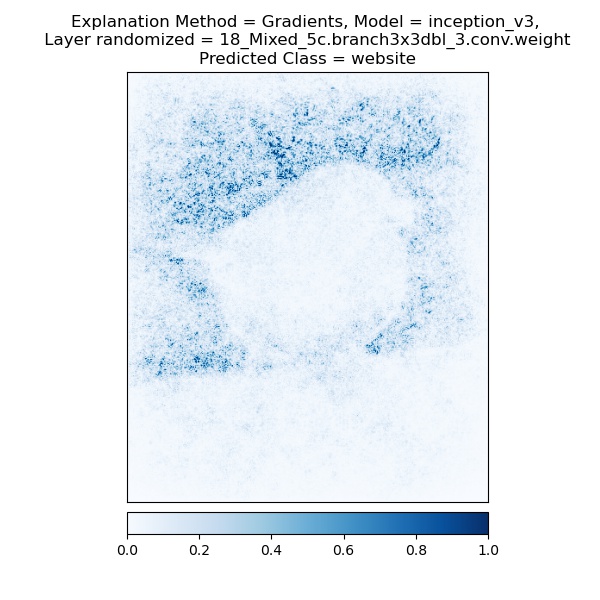 Explanation Method = Gradients, Model = inception_v3,
Layer randomized = 18_Mixed_5c.branch3x3dbl_3.conv.weight
Predicted Class = website
0.0 0.2 0.4 0.6 0.8 1.0